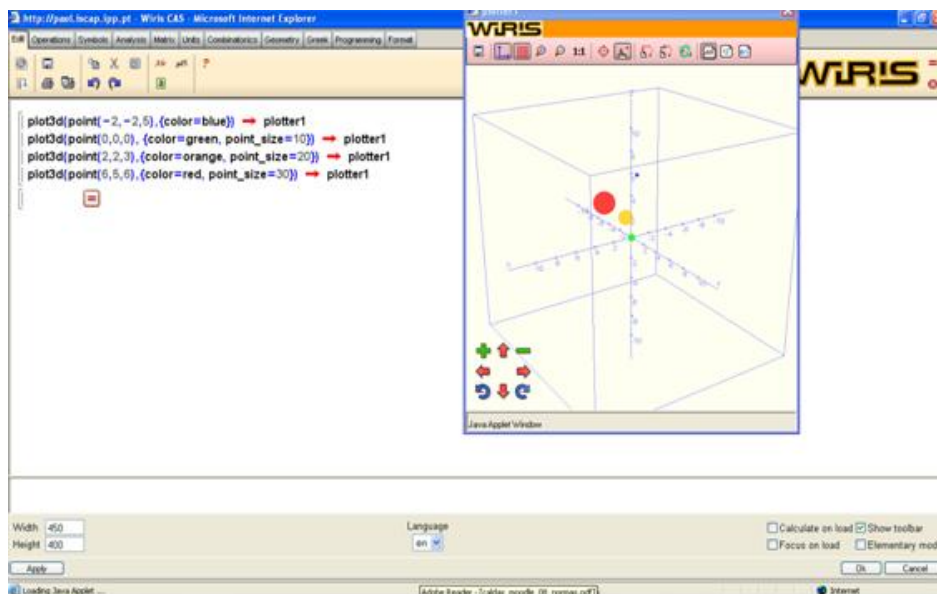 http://paol.iscap.ipp.pt - Wiris CAS - Microsoft Internet Explorer
Edit Operations Symbols Analysis Matrix Units Combinatorics Geometry Greek Programming Format
WIRIS
plot3d(point(-2,-2,5),{color=blue}) → plotter1
plot3d(point(0,0,0), {color=green, point_size=10}) → plotter1
plot3d(point(2,2,3),{color=orange, point_size=20}) → plotter1
plot3d(point(6,5,6),{color=red, point_size=30}) → plotter1
=
WIRIS
1:1
Java Applet Window
Width 450
Height 400
Language
en
Calculate on load Show toolbar
Focus on load Elementary mod
Apply
Ok Cancel
Loading Java Applet ...
Internet